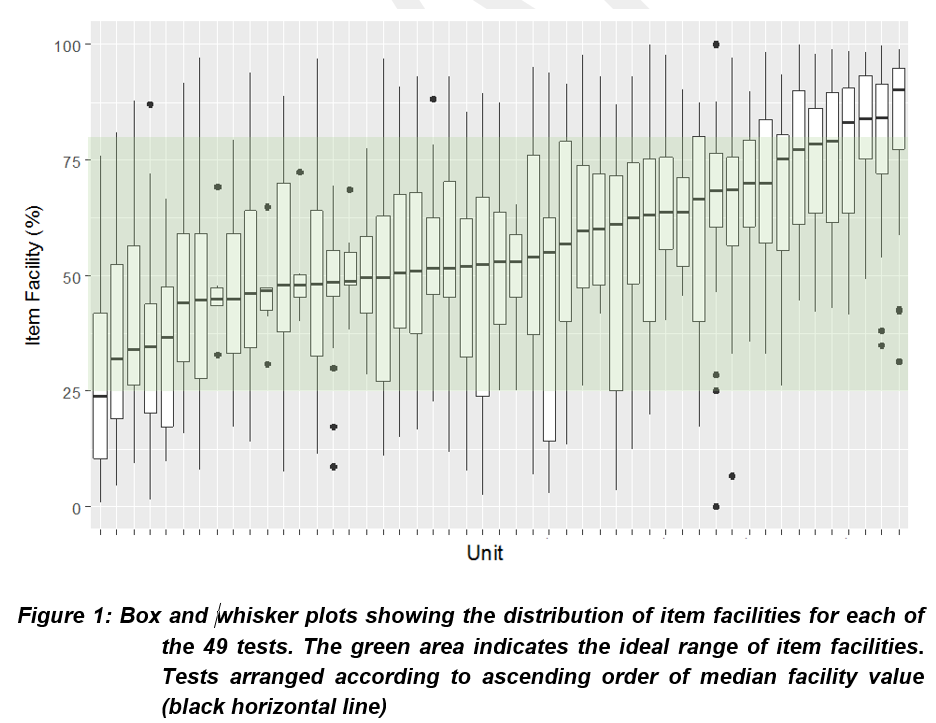 100
75
50
25
0
Item Facility (%)
Unit
Figure 1: Box and whisker plots showing the distribution of item facilities for each of
the 49 tests. The green area indicates the ideal range of item facilities.
Tests arranged according to ascending order of median facility value
(black horizontal line)